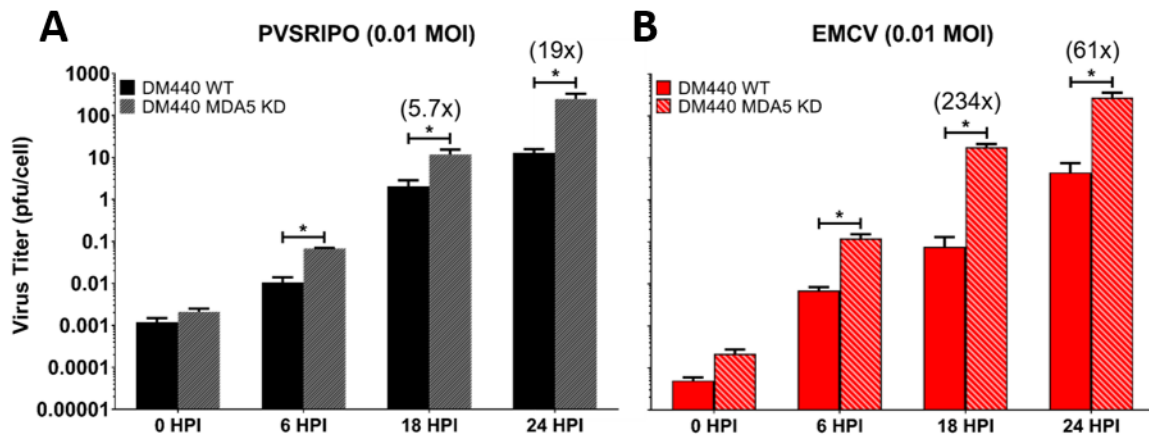 A
PVSRIPO (0.01 MOI)
DM440 WT
DM440 MDA5 KD
(5.7x)
(19x)
*
*
*
Virus Titer (pfu/cell)
1000
100
10
1
0.1
0.01
0.001
0.0001
0.00001
0 HPI
6 HPI
18 HPI
24 HPI
B
EMCV (0.01 MOI)
DM440 WT
DM440 MDA5 KD
(234x)
(61x)
*
*
*
0 HPI
6 HPI
18 HPI
24 HPI